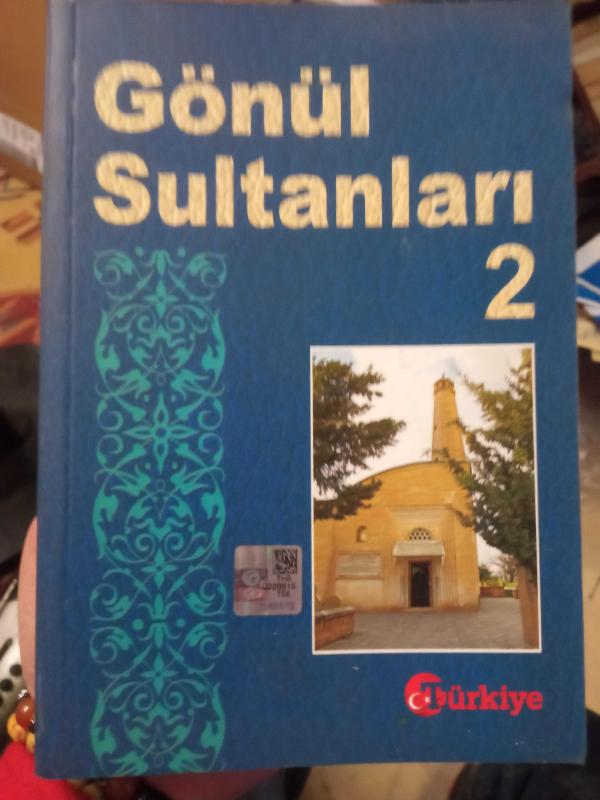 Gönül
Sultanları
2
Türkiye